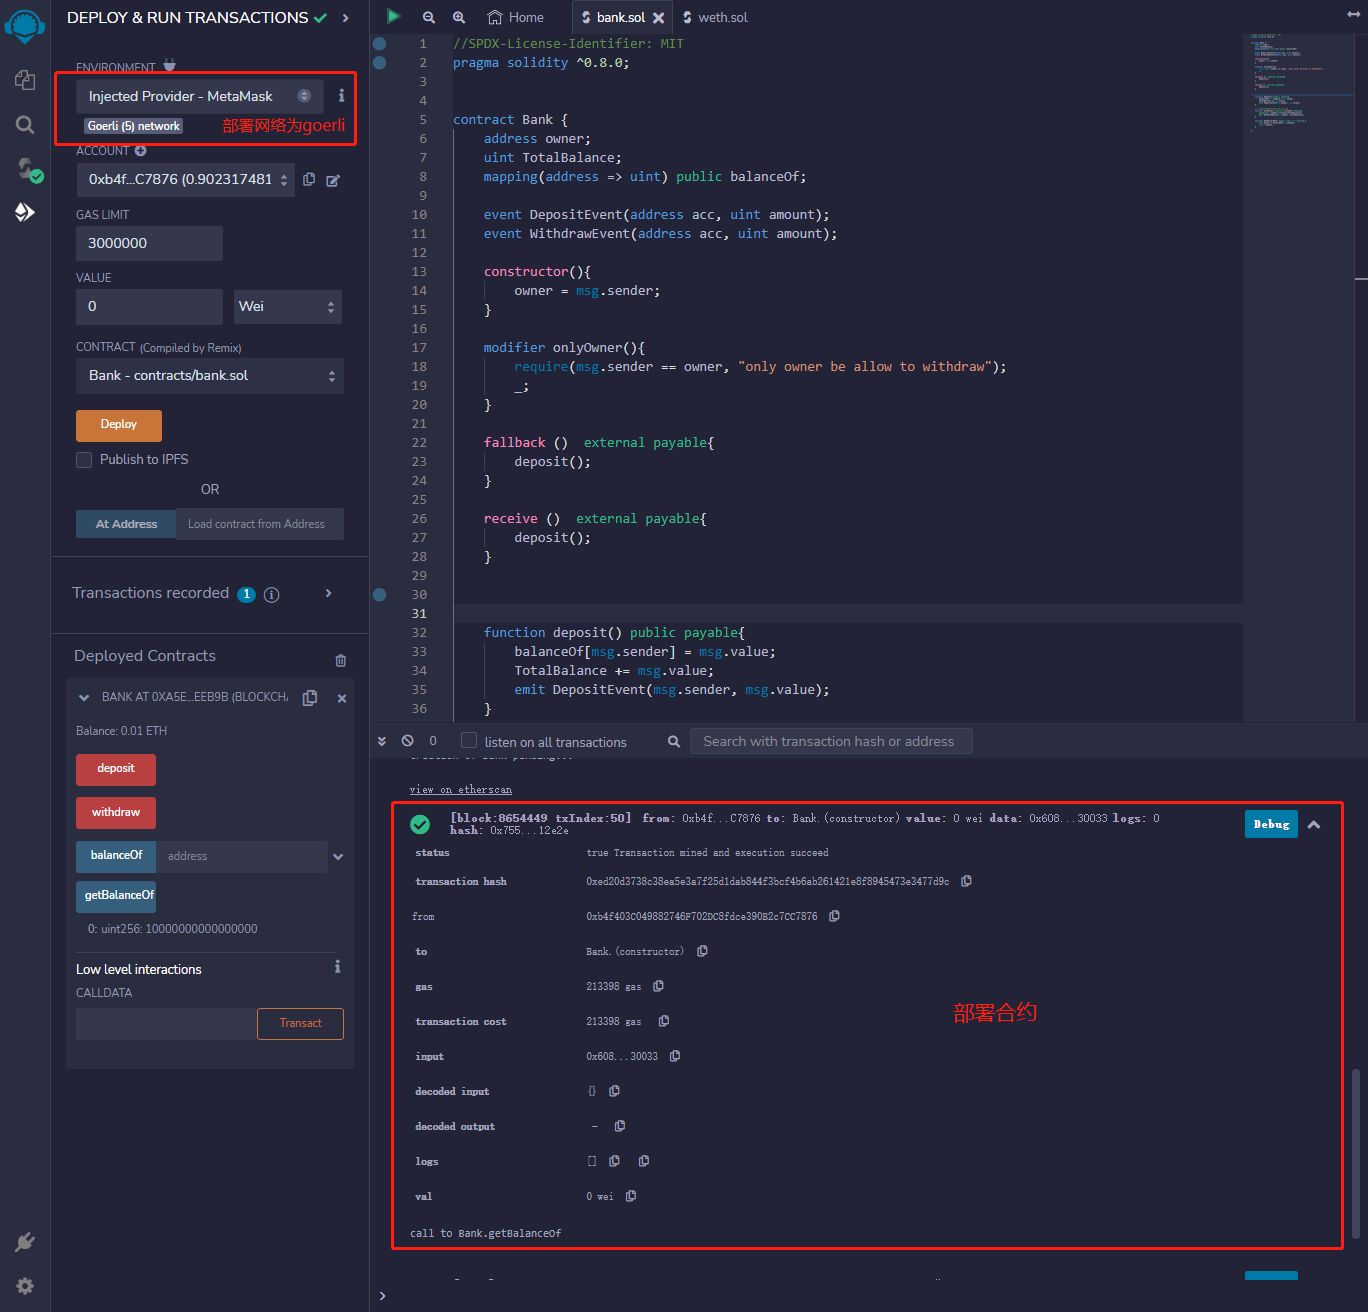 DEPLOY & RUN TRANSACTIONS
ENVIRONMENT
Injected Provider - MetaMask
Goerli (5) network
部署网络为goerli
ACCOUNT
0xb4f...C7876 (0.902317481
GAS LIMIT
3000000
VALUE
0
Wei
CONTRACT (Compiled by Remix)
Bank - contracts/bank.sol
Deploy
Publish to IPFS
OR
At Address
Load contract from Address
Transactions recorded 1
Deployed Contracts
BANK AT 0XA5E...EEB9B (BLOCKCHA
Balance: 0.01 ETH
deposit
withdraw
balanceOf
address
getBalanceOf
0: uint256: 10000000000000000
Low level interactions
CALLDATA
Transact
Home
bank.sol
weth.sol
1 //SPDX-License-Identifier: MIT
2 pragma solidity ^0.8.0;
3
4
5 contract Bank {
6 address owner;
7 uint TotalBalance;
8 mapping(address => uint) public balanceOf;
9
10 event DepositEvent(address acc, uint amount);
11 event WithdrawEvent(address acc, uint amount);
12
13 constructor(){
14 owner = msg.sender;
15 }
16
17 modifier onlyOwner(){
18 require(msg.sender == owner, "only owner be allow to withdraw");
19 _;
20 }
21
22 fallback ()  external payable{
23 deposit();
24 }
25
26 receive ()  external payable{
27 deposit();
28 }
29
30
31
32 function deposit() public payable{
33 balanceOf[msg.sender] = msg.value;
34 TotalBalance += msg.value;
35 emit DepositEvent(msg.sender, msg.value);
36 }
0
listen on all transactions
Search with transaction hash or address
view on etherscan
[block:8654449 txIndex:50] from: 0xb4f...C7876 to: Bank.(constructor) value: 0 wei data: 0x608...30033 logs: 0
hash: 0x755...12e2e
Debug
status true Transaction mined and execution succeed
transaction hash 0xed20d3738c38ea5e3a7f25d1dab844f3bcf4b6ab261421e8f8945473e3477d9c
from 0xb4f403C049882746F702DC8fdce390B2c7CC7876
to Bank.(constructor)
gas 213398 gas
transaction cost 213398 gas
input 0x608...30033
decoded input {}
decoded output -
logs []
val 0 wei
部署合约
call to Bank.getBalanceOf
>